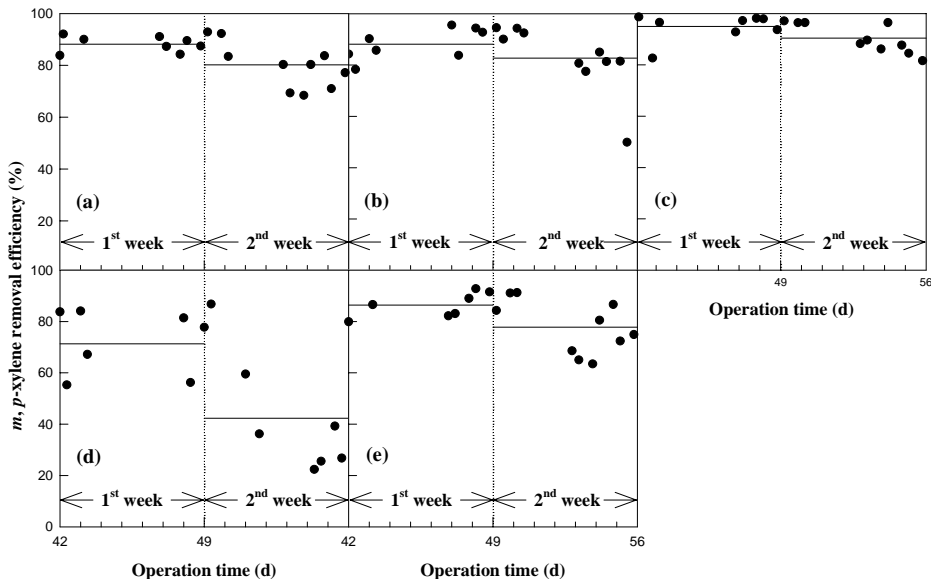 100
80
60
40
20
100
80
60
40
20
0
m, p-xylene removal efficiency (%)
(a)
1st week
2nd week
(b)
1st week
2nd week
(c)
1st week
2nd week
49
56
Operation time (d)
(d)
1st week
2nd week
(e)
1st week
2nd week
42
49
42
49
56
Operation time (d)
Operation time (d)